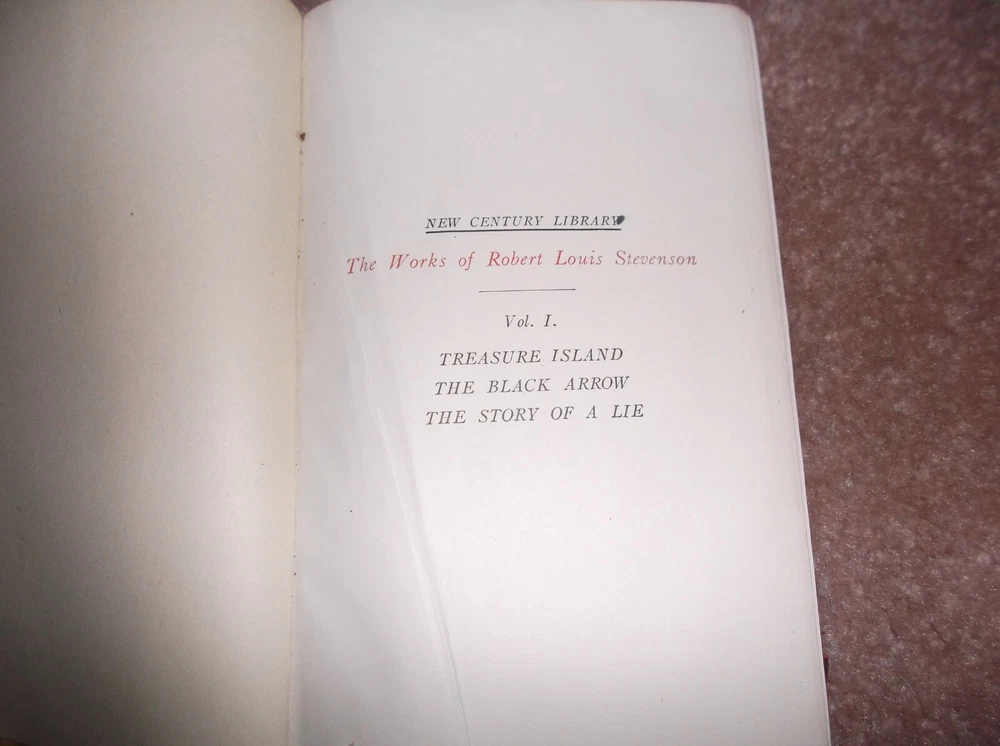 NEW CENTURY LIBRARY
The Works of Robert Louis Stevenson
Vol. I.
TREASURE ISLAND
THE BLACK ARROW
THE STORY OF A LIE